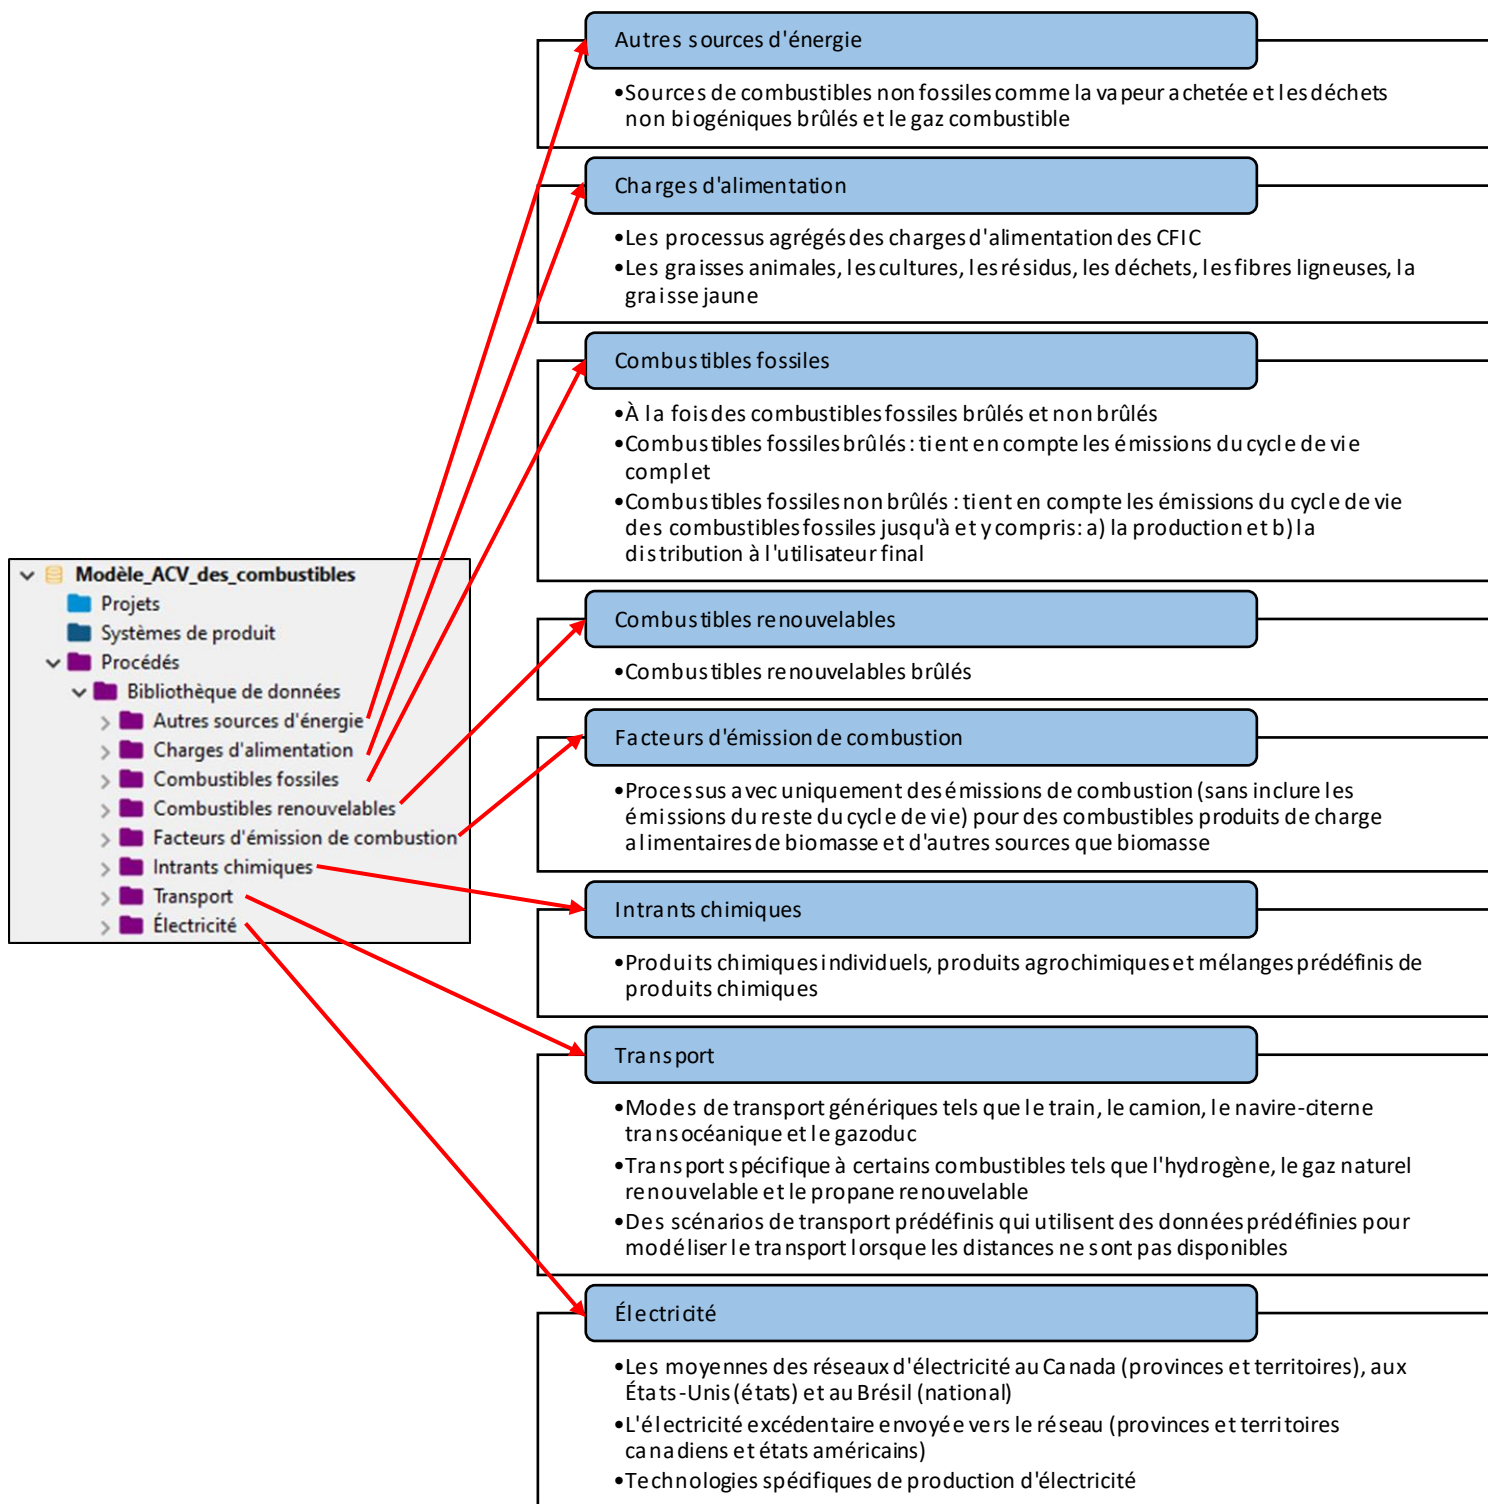 Modèle_ACV_des_combustibles
Projets
Systèmes de produit
Procédés
Bibliothèque de données
Autres sources d'énergie
Charges d'alimentation
Combustibles fossiles
Combustibles renouvelables
Facteurs d'émission de combustion
Intrants chimiques
Transport
Électricité
Autres sources d'énergie
•Sources de combustibles non fossiles comme la vapeur achetée et les déchets
non biogéniques brûlés et le gaz combustible
Charges d'alimentation
•Les processus agrégés des charges d'alimentation des CFIC
•Les graisses animales, les cultures, les résidus, les déchets, les fibres ligneuses, la
graisse jaune
Combustibles fossiles
•À la fois des combustibles fossiles brûlés et non brûlés
•Combustibles fossiles brûlés : tient en compte les émissions du cycle de vie
complet
•Combustibles fossiles non brûlés : tient en compte les émissions du cycle de vie
des combustibles fossiles jusqu'à et y compris: a) la production et b) la
distribution à l'utilisateur final
Combustibles renouvelables
•Combustibles renouvelables brûlés
Facteurs d'émission de combustion
•Processus avec uniquement des émissions de combustion (sans inclure les
émissions du reste du cycle de vie) pour des combustibles produits de charge
alimentaires de biomasse et d'autres sources que biomasse
Intrants chimiques
•Produits chimiques individuels, produits agrochimiques et mélanges prédéfinis de
produits chimiques
Transport
•Modes de transport génériques tels que le train, le camion, le navire-citerne
transocéanique et le gazoduc
•Transport spécifique à certains combustibles tels que l'hydrogène, le gaz naturel
renouvelable et le propane renouvelable
•Des scénarios de transport prédéfinis qui utilisent des données prédéfinies pour
modéliser le transport lorsque les distances ne sont pas disponibles
Électricité
•Les moyennes des réseaux d'électricité au Canada (provinces et territoires), aux
États-Unis (états) et au Brésil (national)
•L'électricité excédentaire envoyée vers le réseau (provinces et territoires
canadiens et états américains)
•Technologies spécifiques de production d'électricité